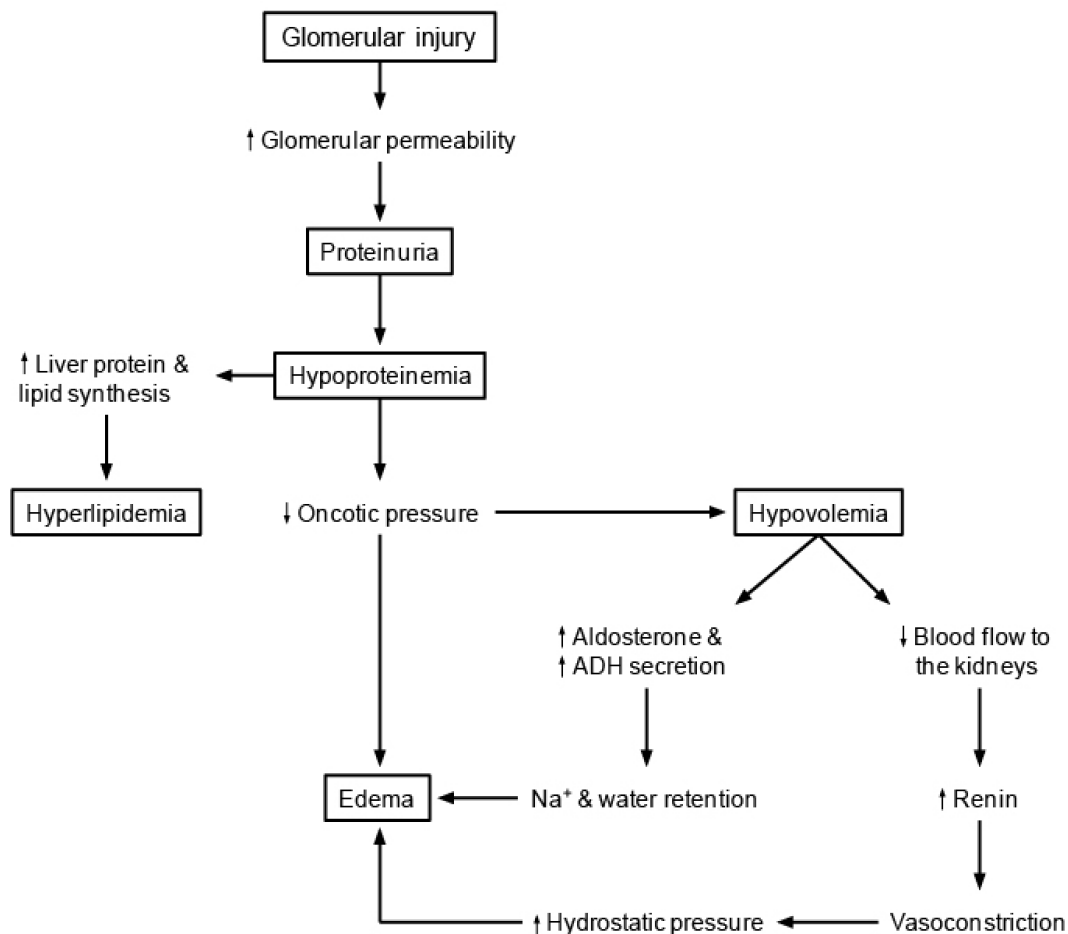 Glomerular injury
↑ Glomerular permeability
Proteinuria
↑ Liver protein &
lipid synthesis
Hypoproteinemia
Hyperlipidemia
↓ Oncotic pressure
Hypovolemia
↑ Aldosterone &
↑ ADH secretion
↓ Blood flow to
the kidneys
Edema
Na⁺ & water retention
↑ Renin
↑ Hydrostatic pressure
Vasoconstriction